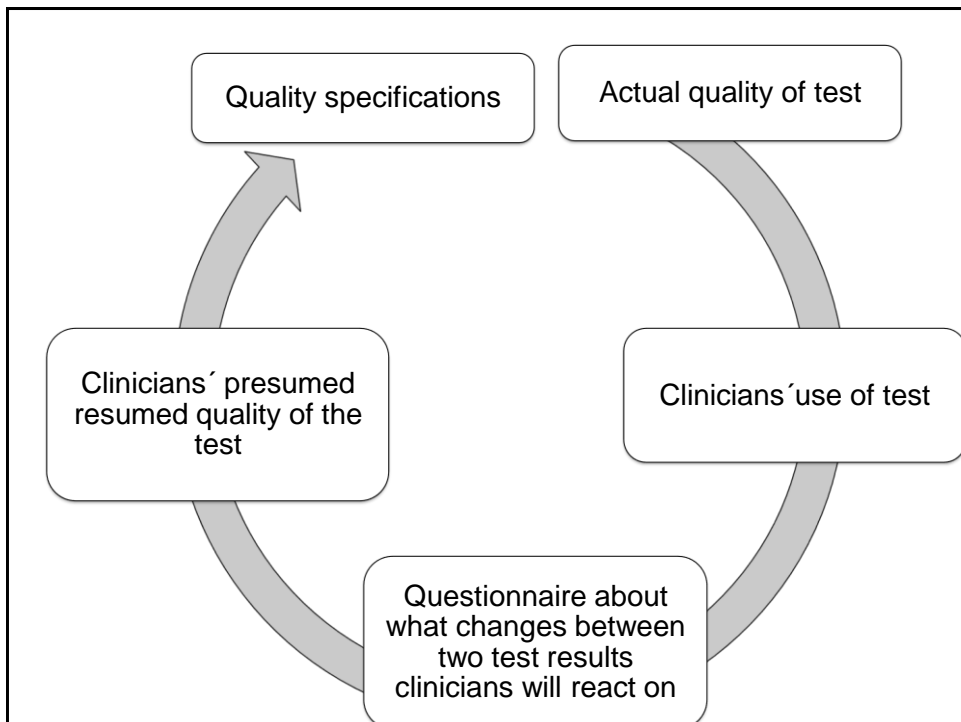 Quality specifications
Actual quality of test
Clinicians´ presumed
resumed quality of the
test
Clinicians´use of test
Questionnaire about
what changes between
two test results
clinicians will react on